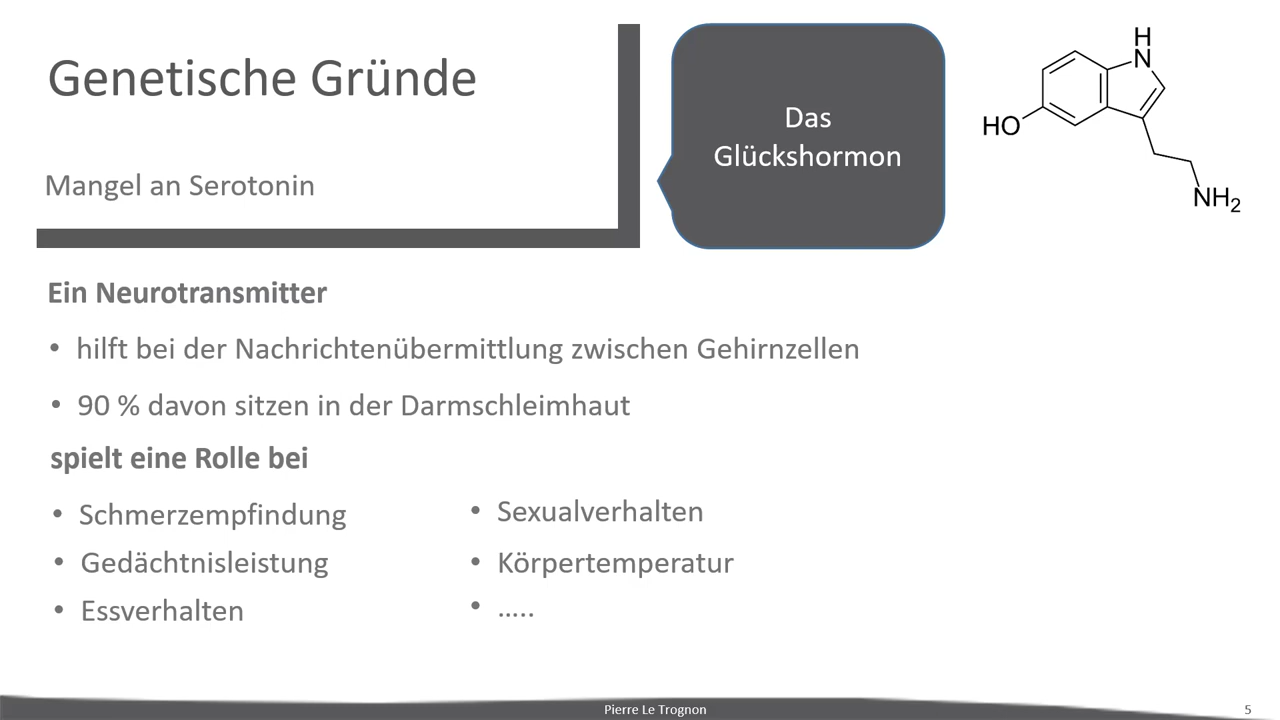 Genetische Gründe
Mangel an Serotonin
Das
Glückshormon
H
N
HO
NH2
Ein Neurotransmitter
• hilft bei der Nachrichtenübermittlung zwischen Gehirnzellen
• 90 % davon sitzen in der Darmschleimhaut
spielt eine Rolle bei
• Schmerzempfindung
• Gedächtnisleistung
• Essverhalten
• Sexualverhalten
• Körpertemperatur
• .....
Pierre Le Trognon
5